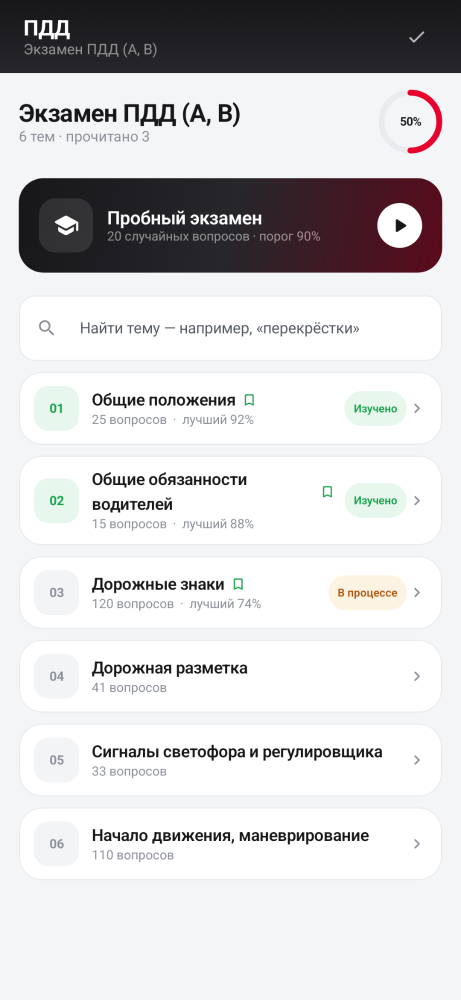 ПДД
Экзамен ПДД (A, B)
Экзамен ПДД (A, B)
6 тем · прочитано 3
50%
Пробный экзамен
20 случайных вопросов · порог 90%
Найти тему — например, «перекрёстки»
01
Общие положения
25 вопросов · лучший 92%
Изучено
02
Общие обязанности
водителей
15 вопросов · лучший 88%
Изучено
03
Дорожные знаки
120 вопросов · лучший 74%
В процессе
04
Дорожная разметка
41 вопросов
05
Сигналы светофора и регулировщика
33 вопросов
06
Начало движения, маневрирование
110 вопросов